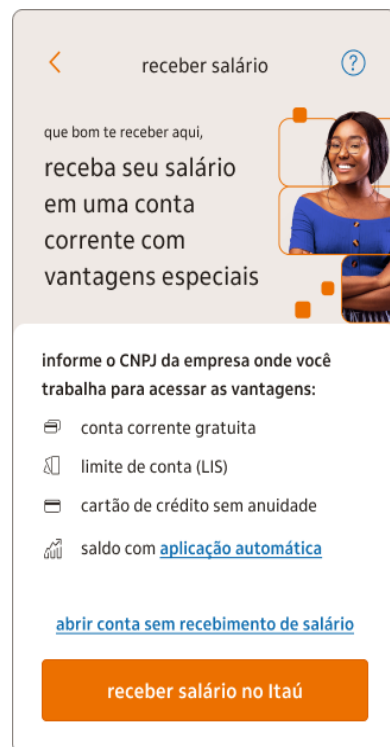 receber salário
?
que bom te receber aqui,
receba seu salário
em uma conta
corrente com
vantagens especiais
informe o CNPJ da empresa onde você
trabalha para acessar as vantagens:
conta corrente gratuita
limite de conta (LIS)
cartão de crédito sem anuidade
saldo com aplicação automática
abrir conta sem recebimento de salário
receber salário no Itaú